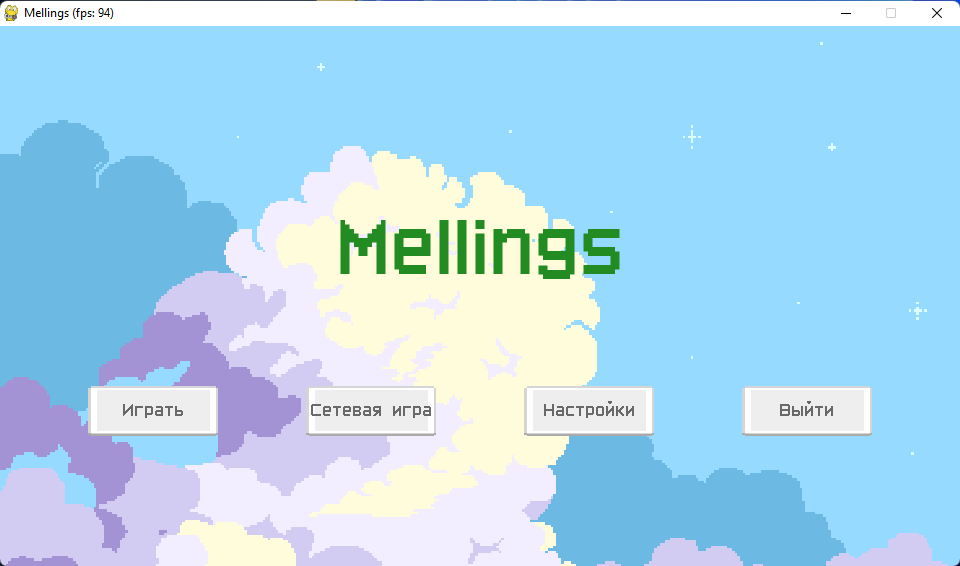 Mellings (fps: 94)
Mellings
Играть
Сетевая игра
Настройки
Выйти